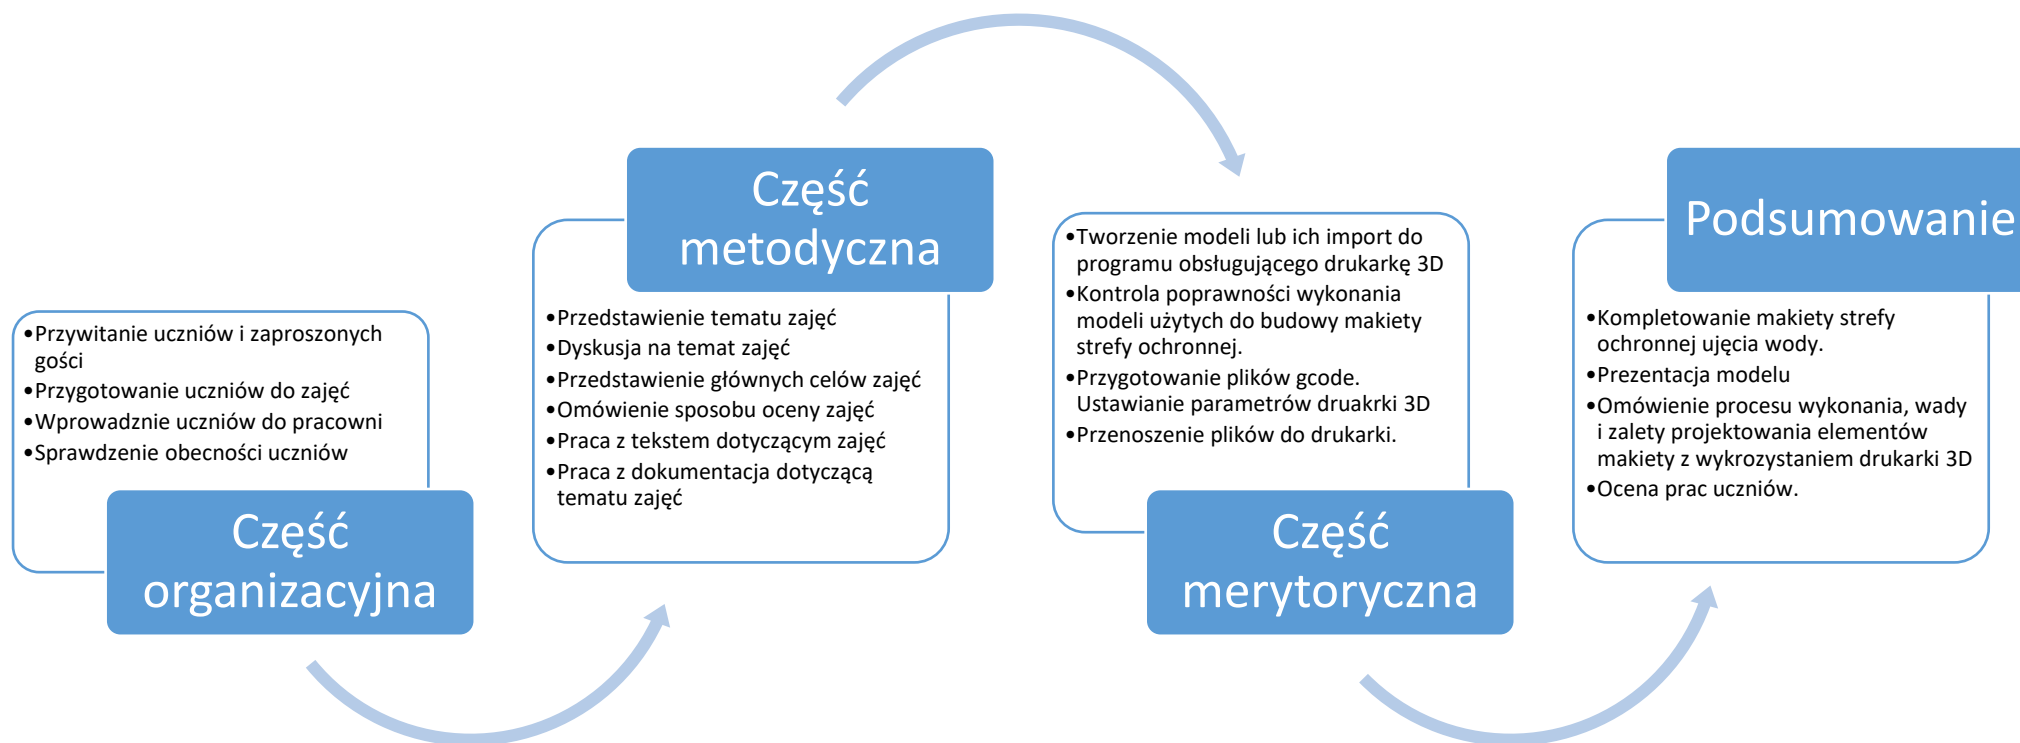 •Przywitanie uczniów i zaproszonych
gości
•Przygotowanie uczniów do zajęć
•Wprowadznie uczniów do pracowni
•Sprawdzenie obecności uczniów
Część
organizacyjna
Część
metodyczna
•Przedstawienie tematu zajęć
•Dyskusja na temat zajęć
•Przedstawienie głównych celów zajęć
•Omówienie sposobu oceny zajęć
•Praca z tekstem dotyczącym zajęć
•Praca z dokumentacja dotyczącą
tematu zajęć
•Tworzenie modeli lub ich import do
programu obsługującego drukarkę 3D
•Kontrola poprawności wykonania
modeli użytych do budowy makiety
strefy ochronnej.
•Przygotowanie plików gcode.
Ustawianie parametrów druakrki 3D
•Przenoszenie plików do drukarki.
Część
merytoryczna
Podsumowanie
•Kompletowanie makiety strefy
ochronnej ujęcia wody.
•Prezentacja modelu
•Omówienie procesu wykonania, wady
i zalety projektowania elementów
makiety z wykrozystaniem drukarki 3D
•Ocena prac uczniów.